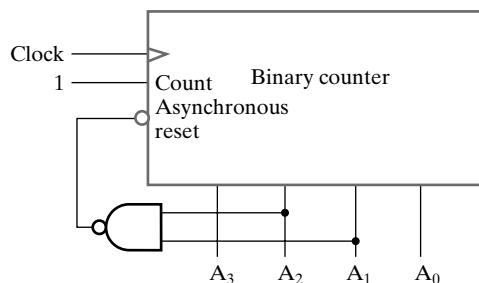 Clock
1
Count
Binary counter
Asynchronous
reset
A₃ A₂ A₁ A₀